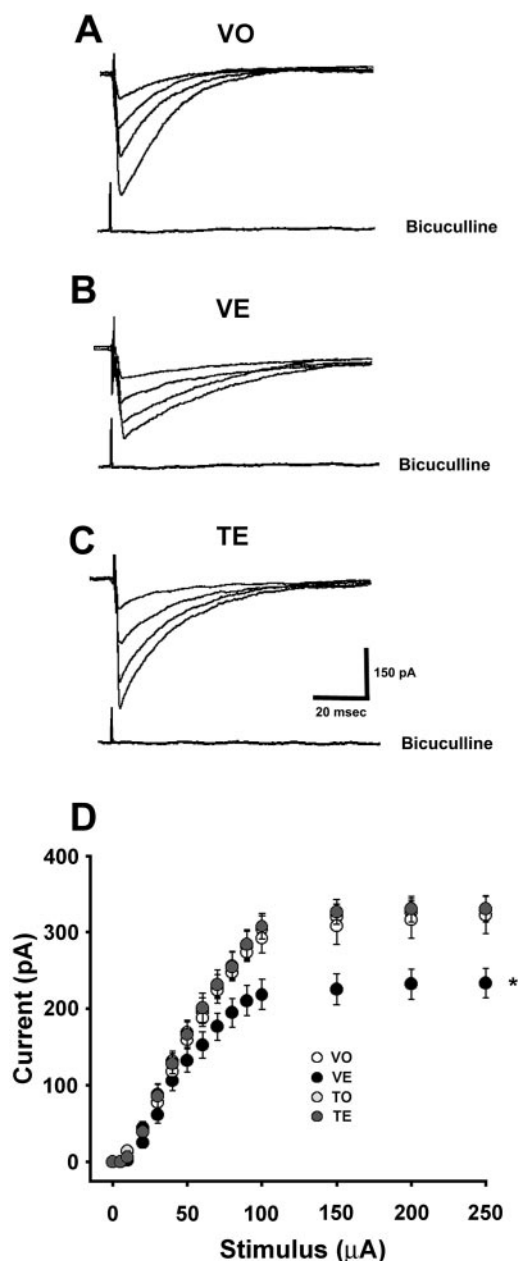 A
VO
Bicuculline
B
VE
Bicuculline
C
TE
150 pA
20 msec
Bicuculline
D
400
300
200
100
0
Current (pA)
*
VO
VE
TO
TE
0 50 100 150 200 250
Stimulus (μA)